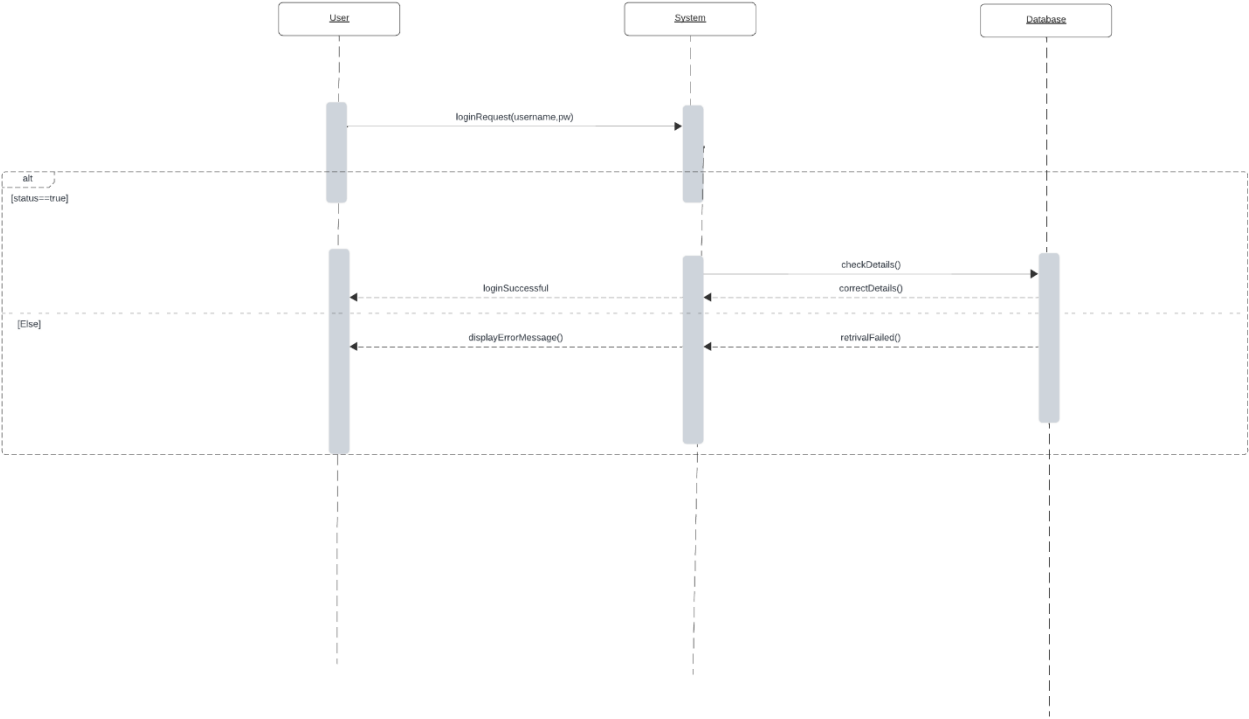 User
System
Database
loginRequest(username,pw)
alt
[status==true]
checkDetails()
loginSuccessful
correctDetails()
[Else]
displayErrorMessage()
retrivalFailed()